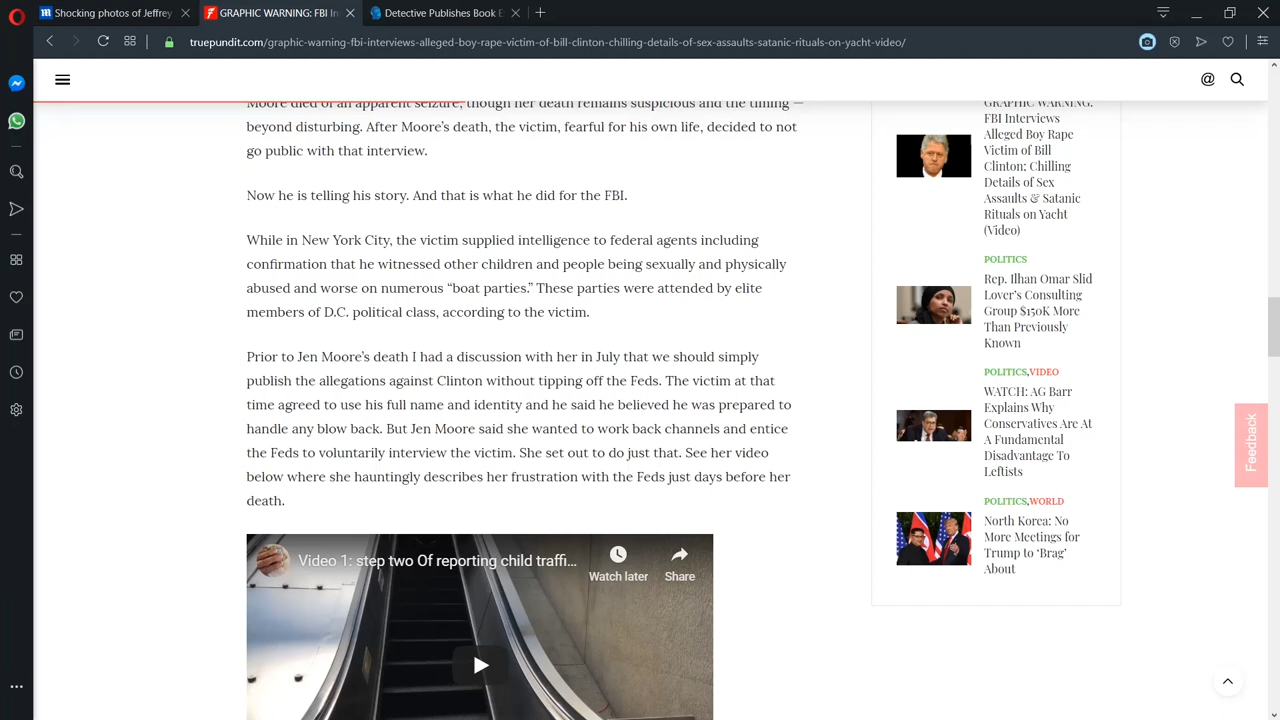 Shocking photos of Jeffrey
GRAPHIC WARNING: FBI In
Detective Publishes Book E
truepundit.com/graphic-warning-fbi-interviews-alleged-boy-rape-victim-of-bill-clinton-chilling-details-of-sex-assaults-satanic-rituals-on-yacht-video/
Moore died of an apparent seizure, though her death remains suspicious and the timing —
beyond disturbing. After Moore's death, the victim, fearful for his own life, decided to not
go public with that interview.
Now he is telling his story. And that is what he did for the FBI.
While in New York City, the victim supplied intelligence to federal agents including
confirmation that he witnessed other children and people being sexually and physically
abused and worse on numerous “boat parties.” These parties were attended by elite
members of D.C. political class, according to the victim.
Prior to Jen Moore's death I had a discussion with her in July that we should simply
publish the allegations against Clinton without tipping off the Feds. The victim at that
time agreed to use his full name and identity and he said he believed he was prepared to
handle any blow back. But Jen Moore said she wanted to work back channels and entice
the Feds to voluntarily interview the victim. She set out to do just that. See her video
below where she hauntingly describes her frustration with the Feds just days before her
death.
Video 1: step two Of reporting child traffi...
Watch later
Share
GRAPHIC WARNING:
FBI Interviews
Alleged Boy Rape
Victim of Bill
Clinton; Chilling
Details of Sex
Assaults & Satanic
Rituals on Yacht
(Video)
POLITICS
Rep. Ilhan Omar Slid
Lover's Consulting
Group $150K More
Than Previously
Known
POLITICS,VIDEO
WATCH: AG Barr
Explains Why
Conservatives Are At
A Fundamental
Disadvantage To
Leftists
POLITICS,WORLD
North Korea: No
More Meetings for
Trump to ‘Brag’
About
Feedback